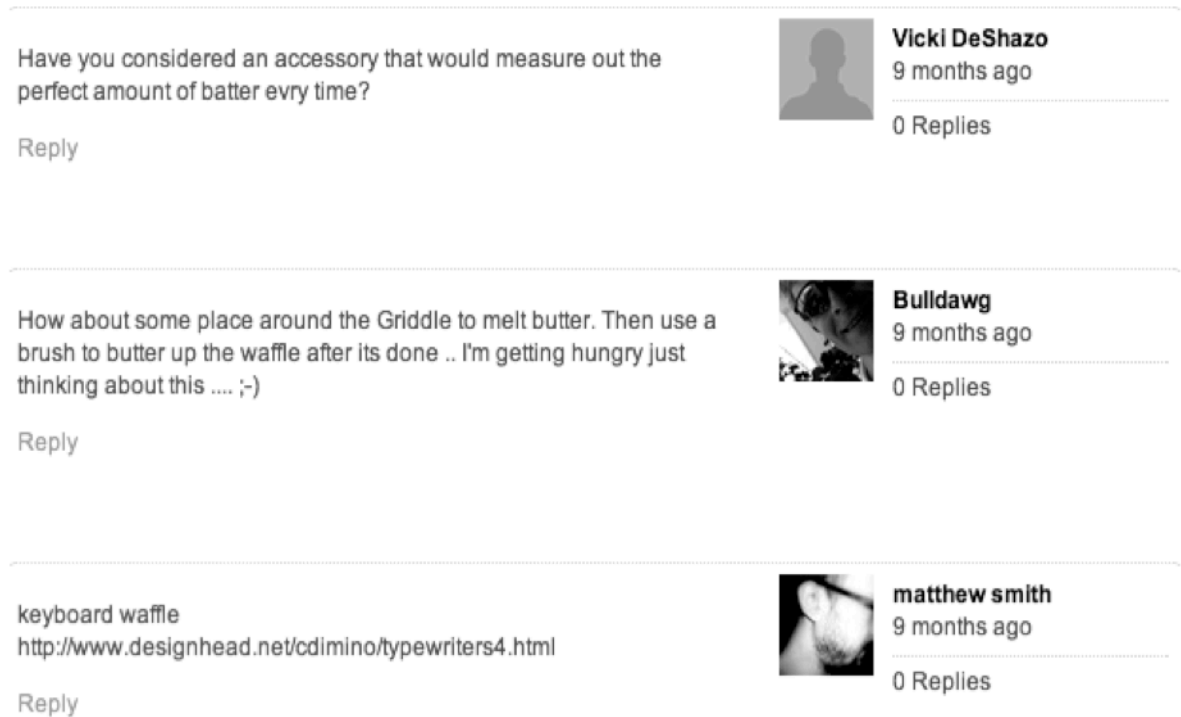 Have you considered an accessory that would measure out the
perfect amount of batter evry time?
Reply
Vicki DeShazo
9 months ago
0 Replies
How about some place around the Griddle to melt butter. Then use a
brush to butter up the waffle after its done .. I'm getting hungry just
thinking about this .... ;-)
Reply
Bulldawg
9 months ago
0 Replies
keyboard waffle
http://www.designhead.net/cdimino/typewriters4.html
Reply
matthew smith
9 months ago
0 Replies